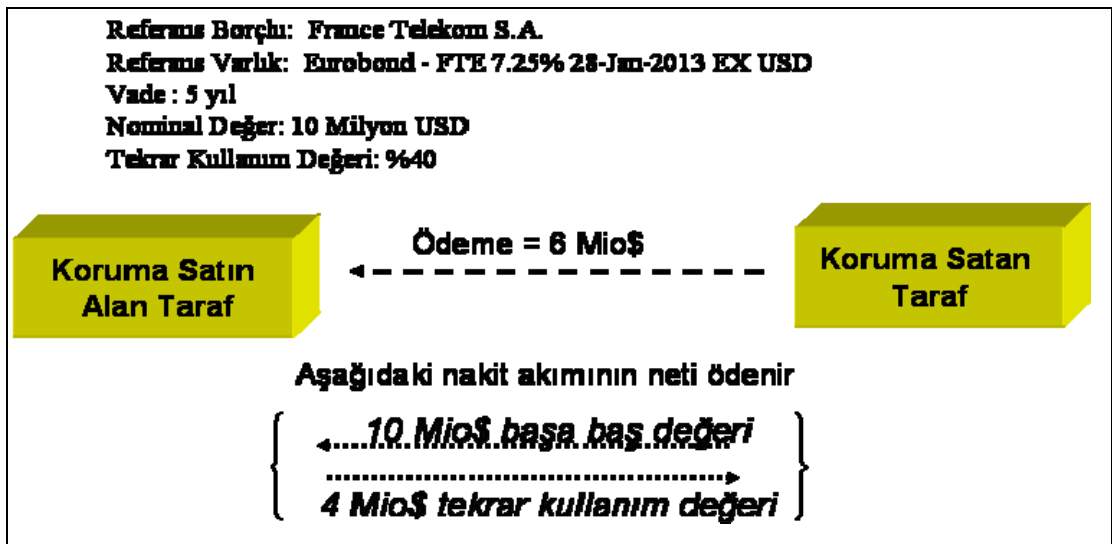 Referans Borçlu: France Telekom S.A.
Referans Varlık: Eurobond - FTE 7.25% 28-Jan-2013 EX USD
Vade : 5 yıl
Nominal Değer: 10 Milyon USD
Tekrar Kullanım Değeri: %40
Ödeme = 6 Mio$
Koruma Satın
Alan Taraf
Koruma Satan
Taraf
Aşağıdaki nakit akımının neti ödenir
10 Mio$ başa baş değeri
4 Mio$ tekrar kullanım değeri